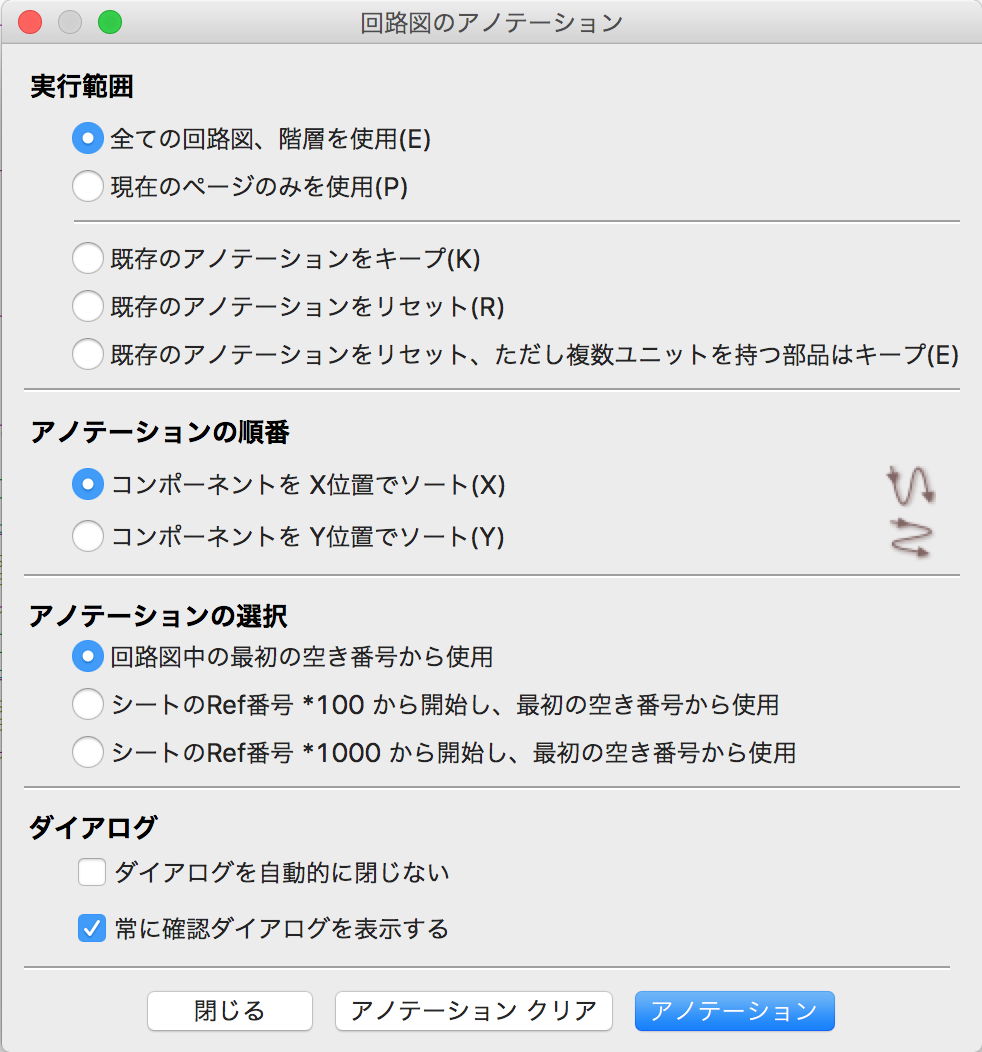 回路図のアノテーション
実行範囲
全ての回路図、階層を使用(E)
現在のページのみを使用(P)
既存のアノテーションをキープ(K)
既存のアノテーションをリセット(R)
既存のアノテーションをリセット、ただし複数ユニットを持つ部品はキープ(E)
アノテーションの順番
コンポーネントを X位置でソート(X)
コンポーネントを Y位置でソート(Y)
アノテーションの選択
回路図中の最初の空き番号から使用
シートのRef番号 *100 から開始し、最初の空き番号から使用
シートのRef番号 *1000 から開始し、最初の空き番号から使用
ダイアログ
ダイアログを自動的に閉じない
常に確認ダイアログを表示する
閉じる
アノテーション クリア
アノテーション